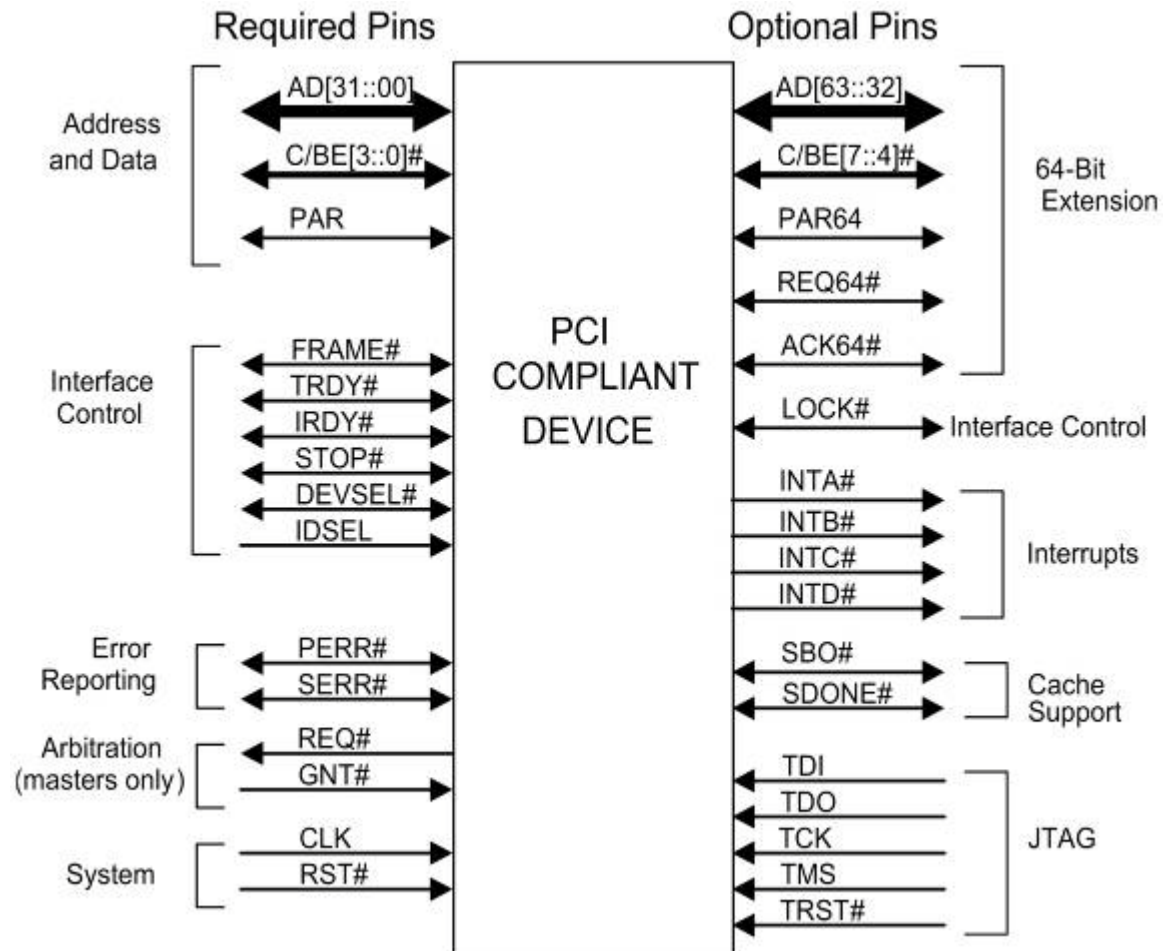 Required Pins
Optional Pins
Address
and Data
AD[31::00]
C/BE[3::0]#
PAR
Interface
Control
FRAME#
TRDY#
IRDY#
STOP#
DEVSEL#
IDSEL
Error
Reporting
PERR#
SERR#
Arbitration
(masters only)
REQ#
GNT#
System
CLK
RST#
PCI
COMPLIANT
DEVICE
AD[63::32]
C/BE[7::4]#
PAR64
REQ64#
ACK64#
64-Bit
Extension
LOCK#
Interface Control
INTA#
INTB#
INTC#
INTD#
Interrupts
SBO#
SDONE#
Cache
Support
TDI
TDO
TCK
TMS
TRST#
JTAG